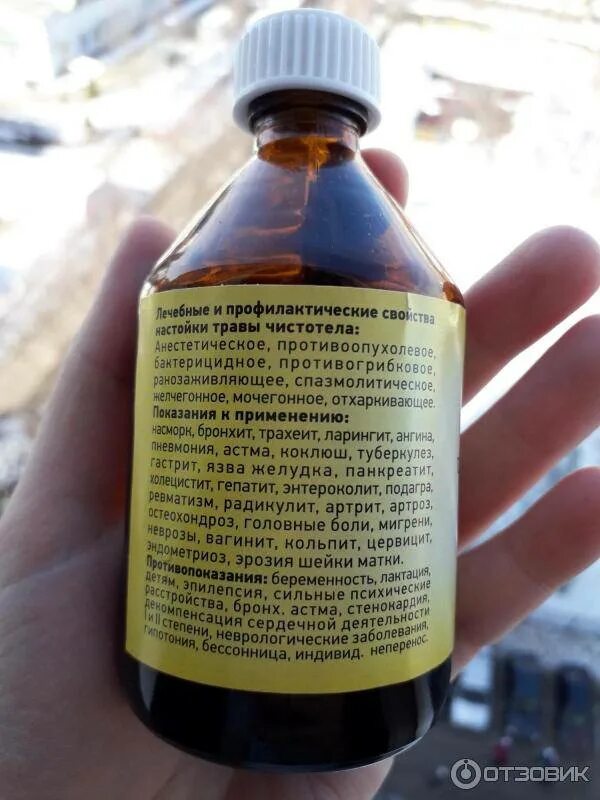 Лечебные и профилактические свойства
настойки травы чистотела:
Анестетическое, противоопухолевое,
бактерицидное, противогрибковое,
ранозаживляющее, спазмолитическое,
желчегонное, мочегонное, отхаркивающее.
Показания к применению:
насморк, бронхит, трахеит, ларингит, ангина,
пневмония, астма, коклюш, туберкулез,
гастрит, язва желудка, панкреатит,
холецистит, гепатит, энтероколит, подагра,
ревматизм, радикулит, артрит, артроз,
остеохондроз, головные боли, мигрени,
неврозы, вагинит, кольпит, цервицит,
эндометриоз, эрозия шейки матки.
Противопоказания: беременность, лактация,
детям, эпилепсия, сильные психические
расстройства, бронх. астма, стенокардия,
декомпенсация сердечной деятельности
I и II степени, неврологические заболевания,
гипотония, бессонница, индивид. неперенос.
ОТЗОВИК